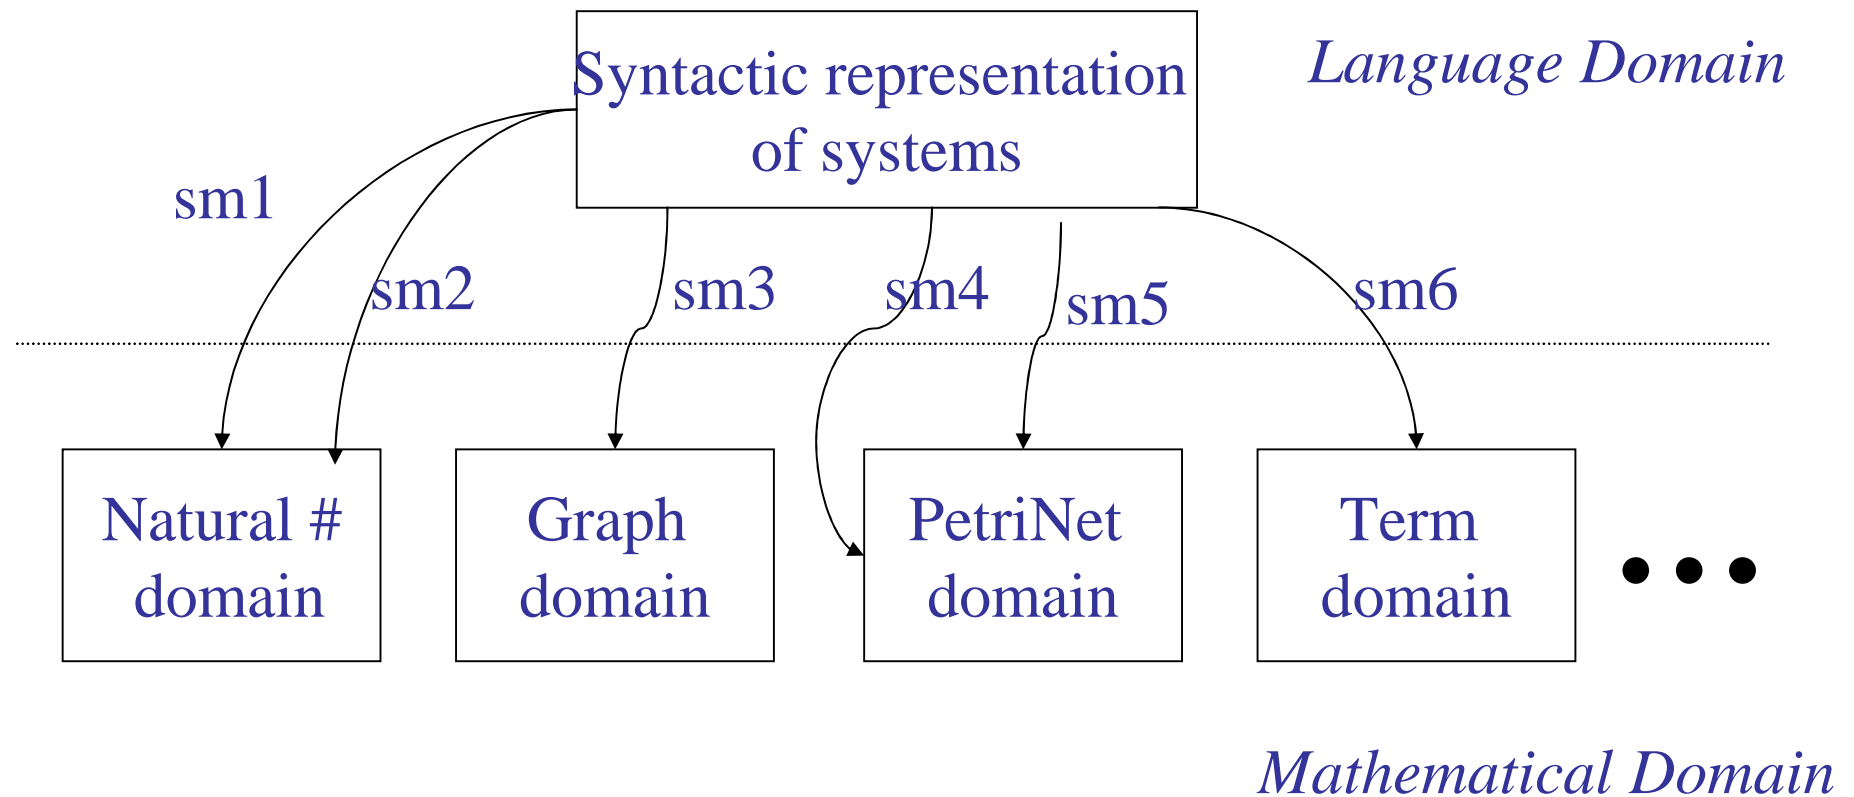 Syntactic representation
of systems
Language Domain
sm1
sm2
sm3
sm4
sm5
sm6
Natural #
domain
Graph
domain
PetriNet
domain
Term
domain
Mathematical Domain